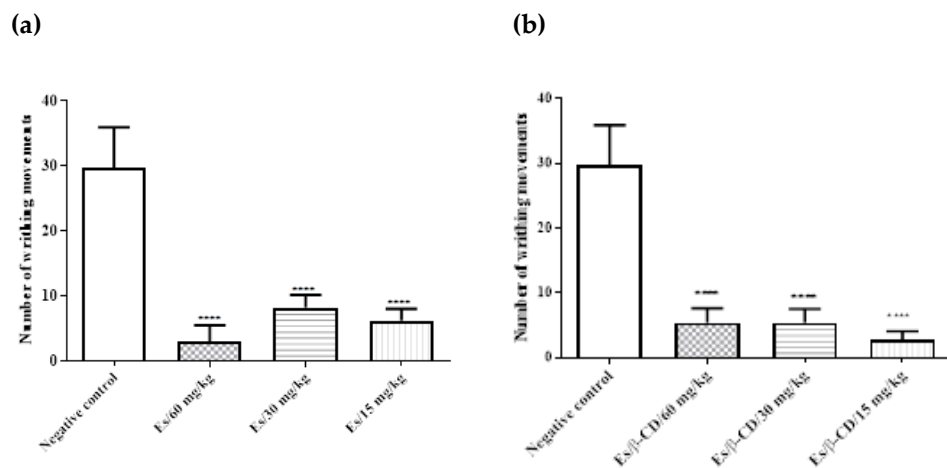 (a)
(b)
Number of writhing movements
40
30
20
10
0
****
****
****
Negative control
Es/60 mg/kg
Es/30 mg/kg
Es/15 mg/kg
Number of writhing movements
40
30
20
10
0
****
****
****
Negative control
Es/β-CD/60 mg/kg
Es/β-CD/30 mg/kg
Es/β-CD/15 mg/kg